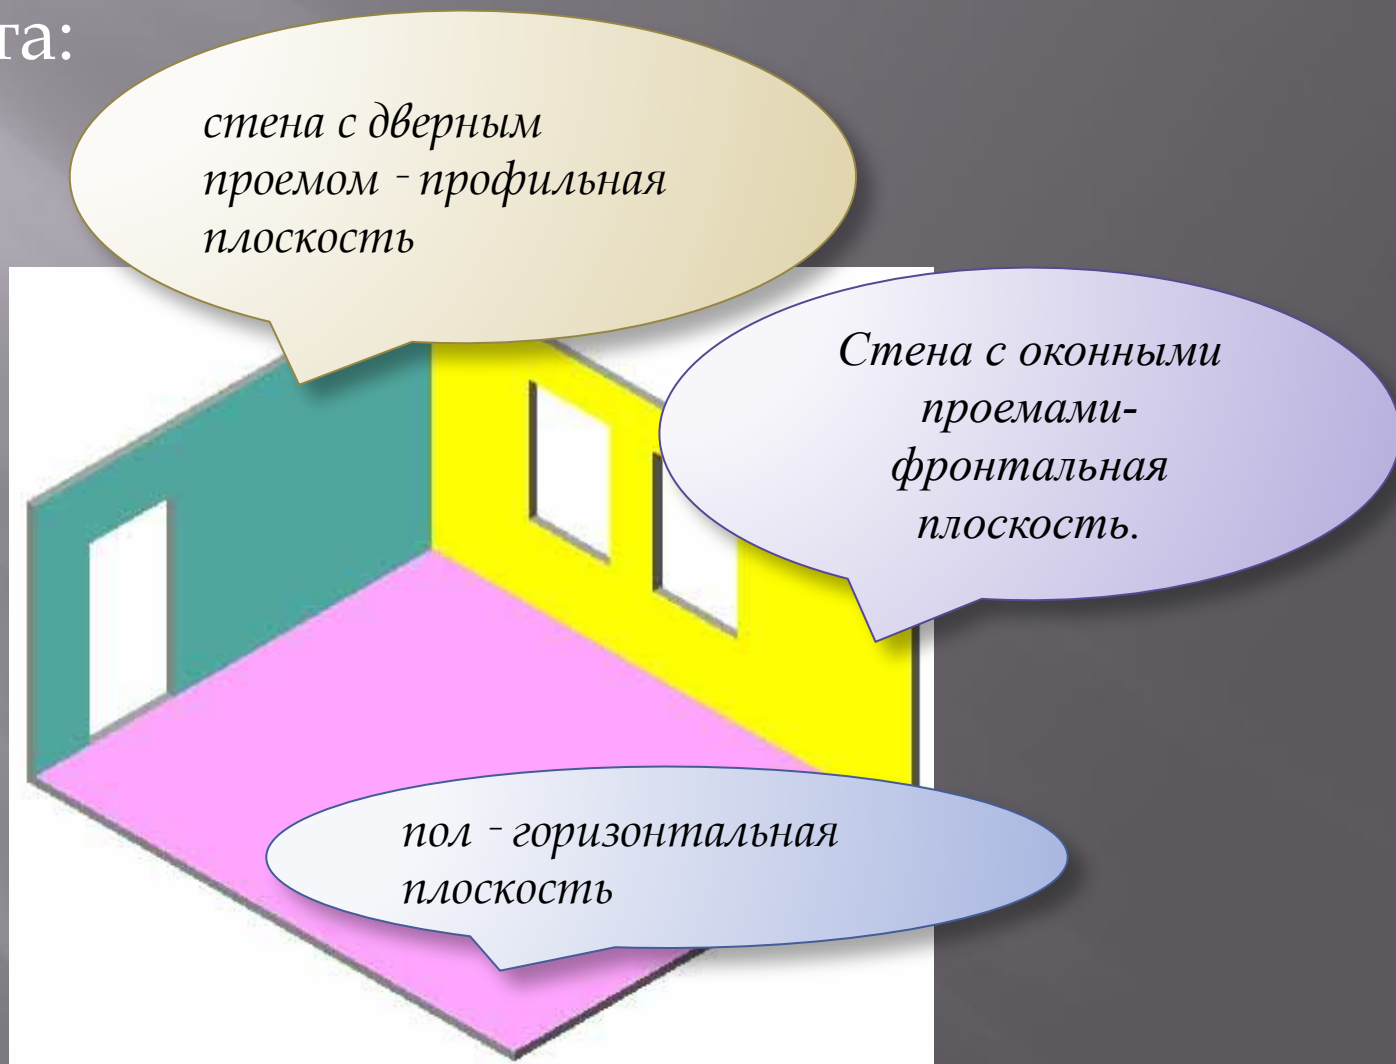 та:
стена с дверным
проемом - профильная
плоскость
Стена с оконными
проемами-
фронтальная
плоскость.
пол - горизонтальная
плоскость